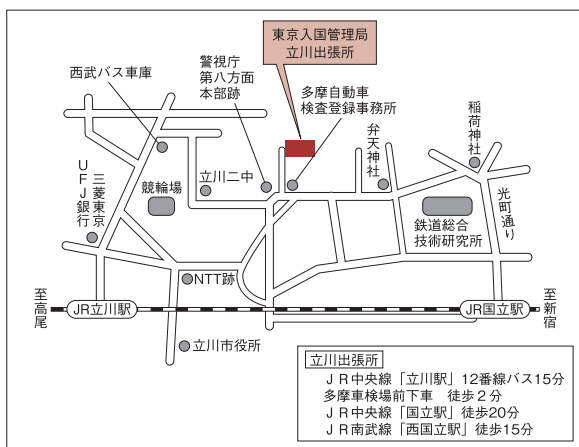 東京入国管理局
立川出張所
西武バス車庫
警視庁
第八方面
本部跡
多摩自動車
検査登録事務所
稲荷神社
弁天神社
三菱東京
UFJ銀行
競輪場
立川二中
光町通り
鉄道総合
技術研究所
NTT跡
至高尾
JR立川駅
JR国立駅
至新宿
立川市役所
立川出張所
ＪＲ中央線「立川駅」12番線バス15分
多摩車検場前下車　徒歩２分
ＪＲ中央線「国立駅」徒歩20分
ＪＲ南武線「西国立駅」徒歩15分